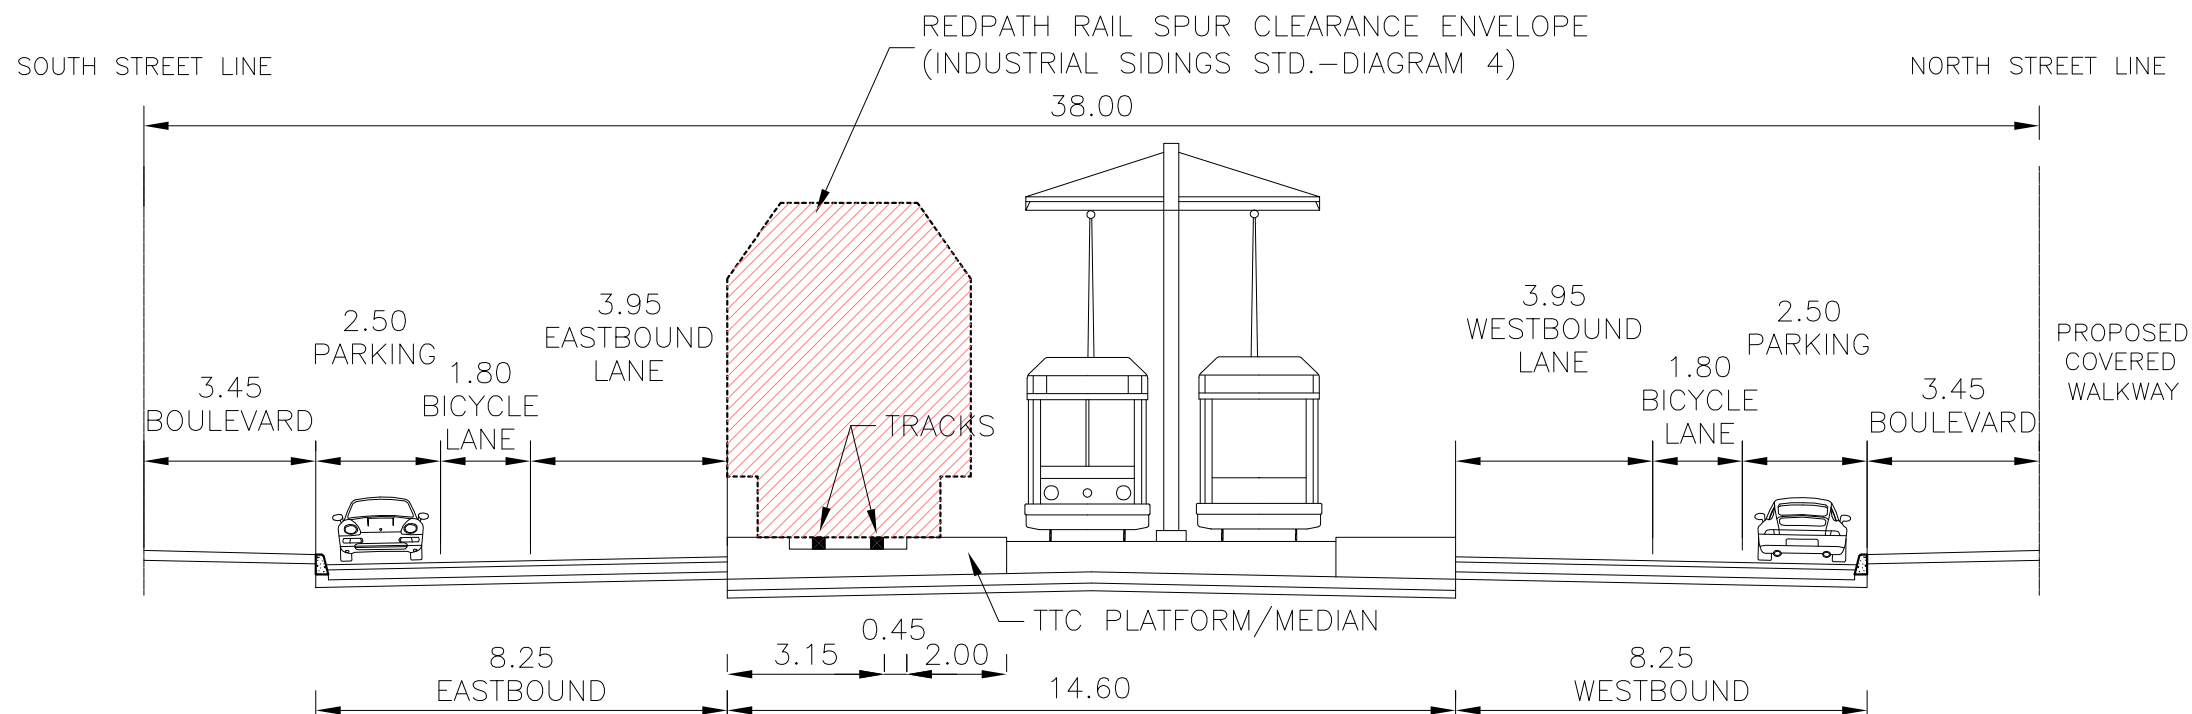 REDPATH RAIL SPUR CLEARANCE ENVELOPE
(INDUSTRIAL SIDINGS STD.-DIAGRAM 4)
SOUTH STREET LINE
NORTH STREET LINE
38.00
3.45
BOULEVARD
2.50
PARKING
1.80
BICYCLE
LANE
3.95
EASTBOUND
LANE
TRACKS
3.95
WESTBOUND
LANE
1.80
BICYCLE
LANE
2.50
PARKING
3.45
BOULEVARD
PROPOSED
COVERED
WALKWAY
TTC PLATFORM/MEDIAN
0.45
3.15
2.00
8.25
EASTBOUND
14.60
8.25
WESTBOUND